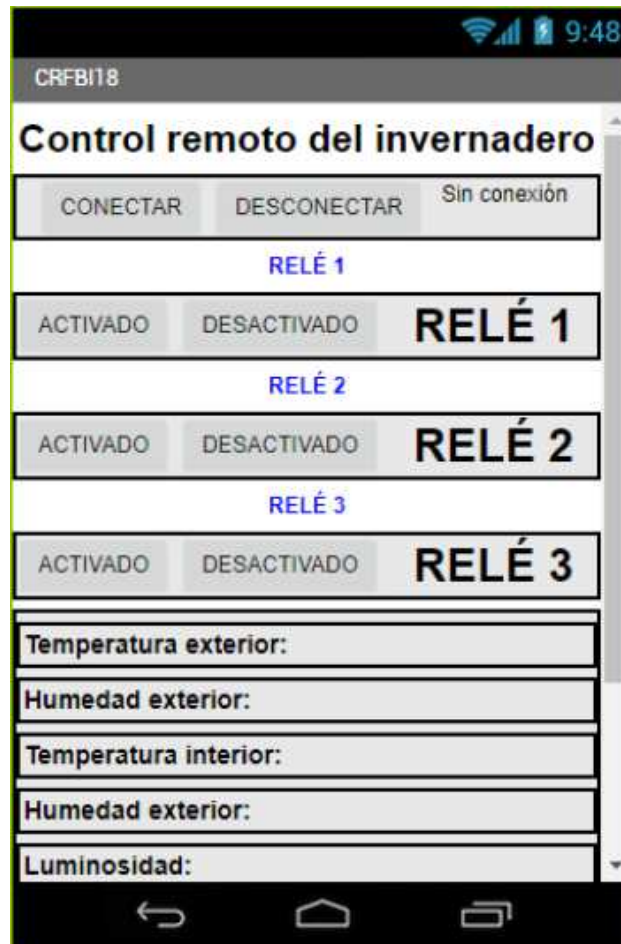 9:48
CRFBI18
Control remoto del invernadero
CONECTAR DESCONECTAR Sin conexión
RELÉ 1
ACTIVADO DESACTIVADO RELÉ 1
RELÉ 2
ACTIVADO DESACTIVADO RELÉ 2
RELÉ 3
ACTIVADO DESACTIVADO RELÉ 3
Temperatura exterior:
Humedad exterior:
Temperatura interior:
Humedad exterior:
Luminosidad: